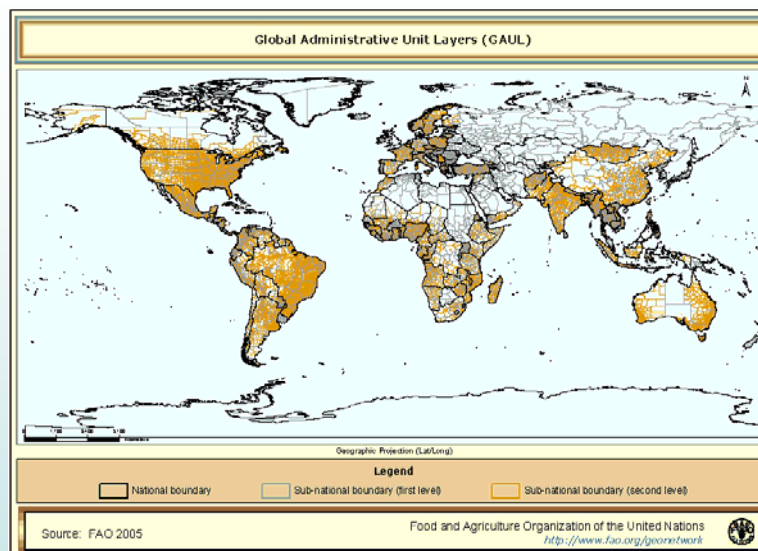 Global Administrative Unit Layers (GAUL)
N
Geographic Projection (Lat/Long)
Legend
National boundary
Sub-national boundary (first level)
Sub-national boundary (second level)
Source: FAO 2005
Food and Agriculture Organization of the United Nations
http://www.fao.org/geonetwork